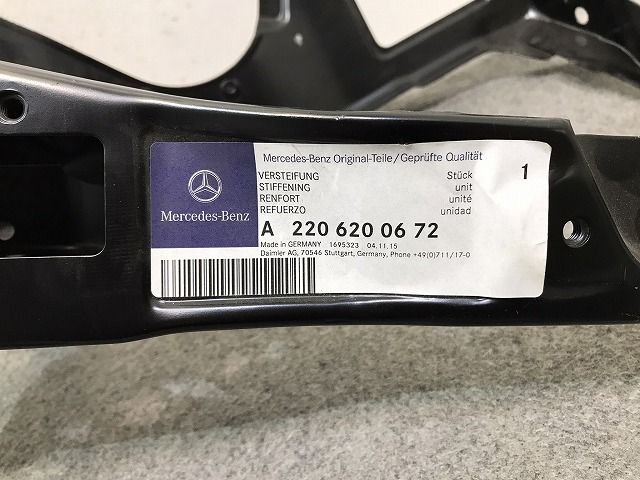 Mercedes-Benz Original-Teile/Geprüfte Qualität
VERSTEIFUNG Stück 1
STIFFENING unit
RENFORT unité
REFUERZO unidad
Mercedes-Benz
A 220 620 06 72
Made in GERMANY 1695323 04.11.15
Daimler AG, 70546 Stuttgart, Germany, Phone +49(0)711/17-0